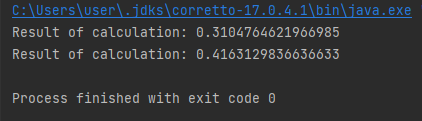 C:\Users\user\.jdks\corretto-17.0.4.1\bin\java.exe
Result of calculation: 0.3104764621966985
Result of calculation: 0.4163129836636633
Process finished with exit code 0